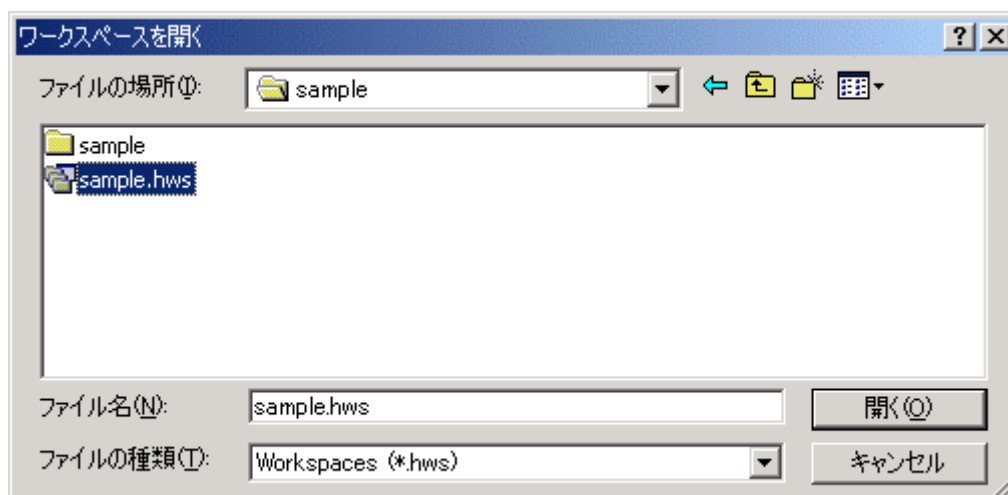 ワークスペースを開く
ファイルの場所(I): sample
sample
sample.hws
ファイル名(N): sample.hws 開く(O)
ファイルの種類(T): Workspaces (*.hws) キャンセル